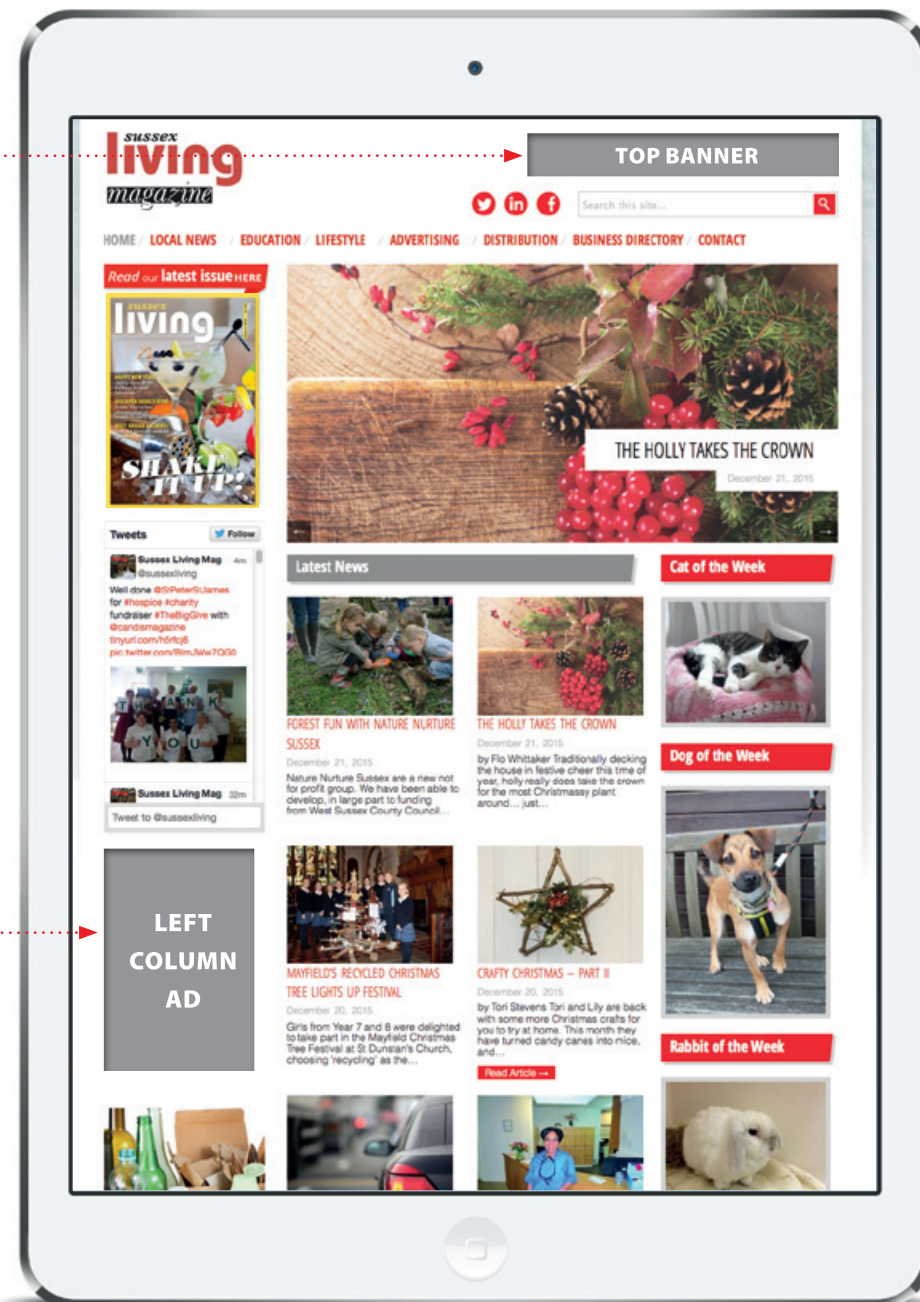 sussex
living
magazine
TOP BANNER
Search this site...
HOME / LOCAL NEWS / EDUCATION / LIFESTYLE / ADVERTISING / DISTRIBUTION / BUSINESS DIRECTORY / CONTACT
Read our latest issue HERE
sussex
living
HAPPY NEW YEAR
SHAKE
IT UP!
THE HOLLY TAKES THE CROWN
December 21, 2015
Tweets
Follow
Sussex Living Mag 4m
@sussexliving
Well done @StPeterStJames
for #hospice #charity
fundraiser #TheBigGive with
@candismagazine
THANK
YOU
Sussex Living Mag 32m
Tweet to @sussexliving
LEFT
COLUMN
AD
Latest News
FOREST FUN WITH NATURE NURTURE
SUSSEX
December 21, 2015
Nature Nurture Sussex are a new not
for profit group. We have been able to
develop, in large part to funding
from West Sussex County Council...
THE HOLLY TAKES THE CROWN
December 21, 2015
by Flo Whittaker Traditionally decking
the house in festive cheer this time of
year, holly really does take the crown
for the most Christmassy plant
around... just...
MAYFIELD'S RECYCLED CHRISTMAS
TREE LIGHTS UP FESTIVAL
December 20, 2015
Girls from Year 7 and 8 were delighted
to take part in the Mayfield Christmas
Tree Festival at St Dunstan's Church,
choosing 'recycling' as the...
CRAFTY CHRISTMAS – PART II
December 20, 2015
by Tori Stevens Tori and Lily are back
with some more Christmas crafts for
you to try at home. This month they
have turned candy canes into mice,
and...
Read Article →
Cat of the Week
Dog of the Week
Rabbit of the Week